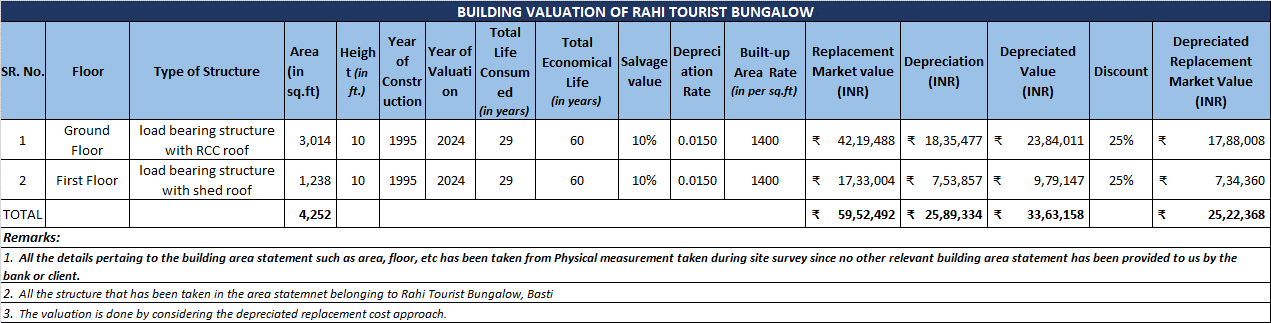 BUILDING VALUATION OF RAHI TOURIST BUNGALOW
SR. No. Floor Type of Structure Area (in sq.ft) Heigh t (in ft.) Year of Constr uction Year of Valuati on Total Life Consum ed (in years) Total Economical Life (in years) Salvage value Depreci ation Rate Built-up Area Rate (in per sq.ft) Replacement Market value (INR) Depreciation (INR) Depreciated Value (INR) Discount Depreciated Replacement Market Value (INR)
1 Ground Floor load bearing structure with RCC roof 3,014 10 1995 2024 29 60 10% 0.0150 1400 ₹ 42,19,488 ₹ 18,35,477 ₹ 23,84,011 25% ₹ 17,88,008
2 First Floor load bearing structure with shed roof 1,238 10 1995 2024 29 60 10% 0.0150 1400 ₹ 17,33,004 ₹ 7,53,857 ₹ 9,79,147 25% ₹ 7,34,360
TOTAL 4,252 ₹ 59,52,492 ₹ 25,89,334 ₹ 33,63,158 ₹ 25,22,368
Remarks:
1. All the details pertaing to the building area statement such as area, floor, etc has been taken from Physical measurement taken during site survey since no other relevant building area statement has been provided to us by the
bank or client.
2. All the structure that has been taken in the area statemnet belonging to Rahi Tourist Bungalow, Basti
3. The valuation is done by considering the depreciated replacement cost approach.